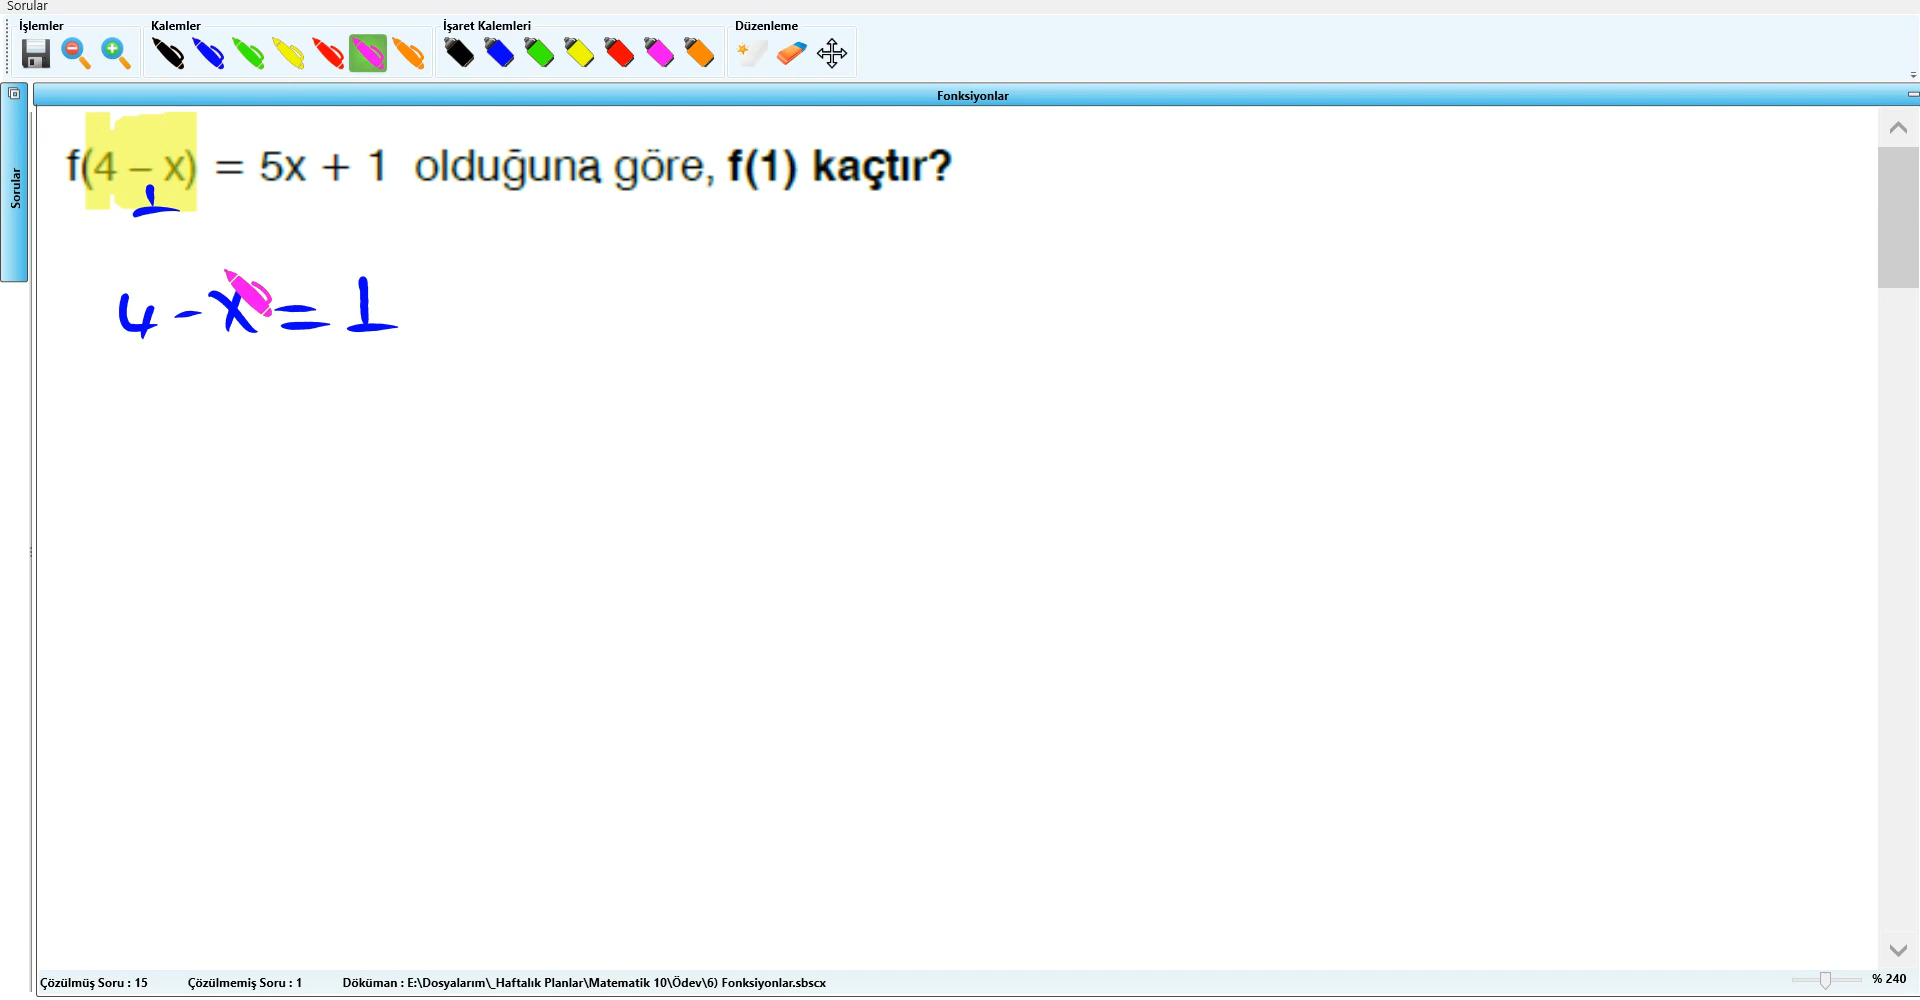 Sorular
İşlemler Kalemler İşaret Kalemleri Düzenleme
Fonksiyonlar
Sorular
f(4 – x) = 5x + 1 olduğuna göre, f(1) kaçtır?
1
4 - x = 1
Çözülmüş Soru : 15 Çözülmemiş Soru : 1 Döküman : E:\Dosyalarım\_Haftalık Planlar\Matematik 10\Ödev\6) Fonksiyonlar.sbscx % 240